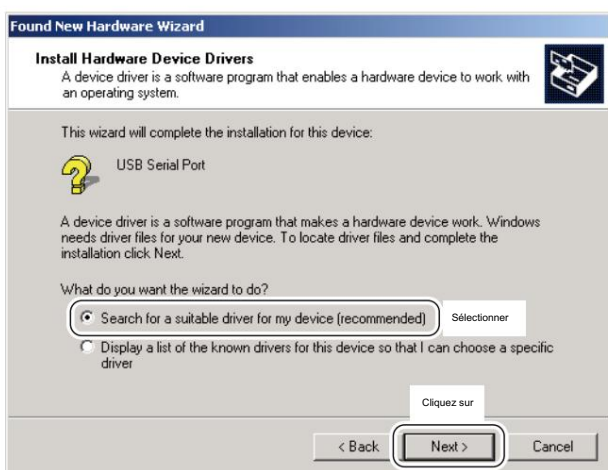 Found New Hardware Wizard
Install Hardware Device Drivers
A device driver is a software program that enables a hardware device to work with
an operating system.
This wizard will complete the installation for this device:
USB Serial Port
A device driver is a software program that makes a hardware device work. Windows
needs driver files for your new device. To locate driver files and complete the
installation click Next.
What do you want the wizard to do?
Search for a suitable driver for my device (recommended) Sélectionner
Display a list of the known drivers for this device so that I can choose a specific
driver
Cliquez sur
< Back Next > Cancel